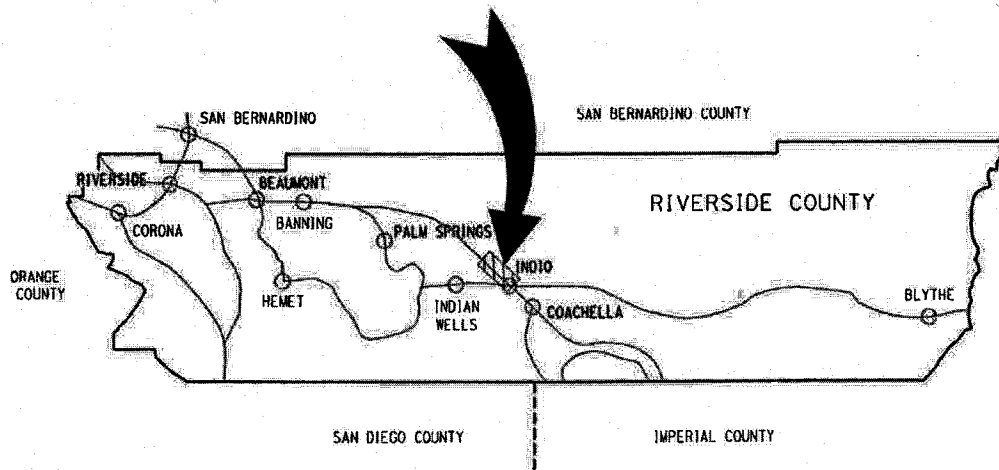 SAN BERNARDINO
SAN BERNARDINO COUNTY
RIVERSIDE
BEAUMONT
RIVERSIDE COUNTY
CORONA
BANNING
PALM SPRINGS
ORANGE
COUNTY
HEMET
INDIO
INDIAN
WELLS
COACHELLA
BLYTHE
SAN DIEGO COUNTY
IMPERIAL COUNTY